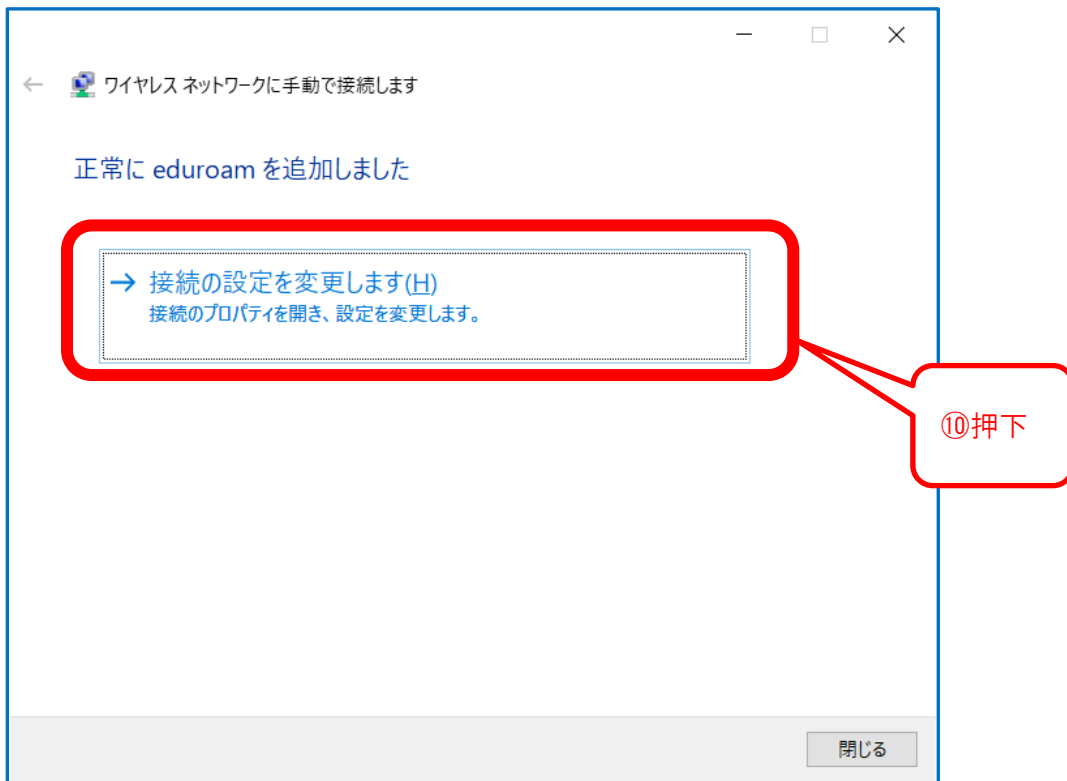 ワイヤレス ネットワークに手動で接続します
正常に eduroam を追加しました
接続の設定を変更します(H)
接続のプロパティを開き、設定を変更します。
⑩押下
閉じる